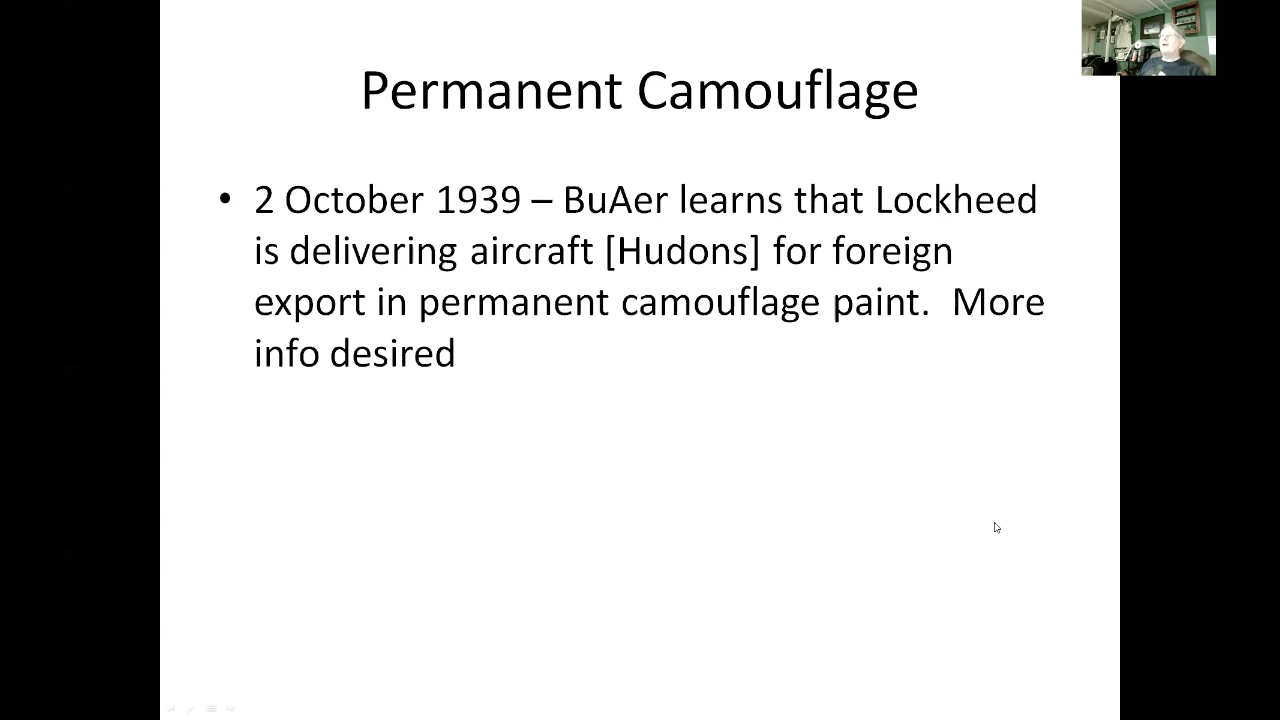 Permanent Camouflage
• 2 October 1939 – BuAer learns that Lockheed
is delivering aircraft [Hudons] for foreign
export in permanent camouflage paint.  More
info desired